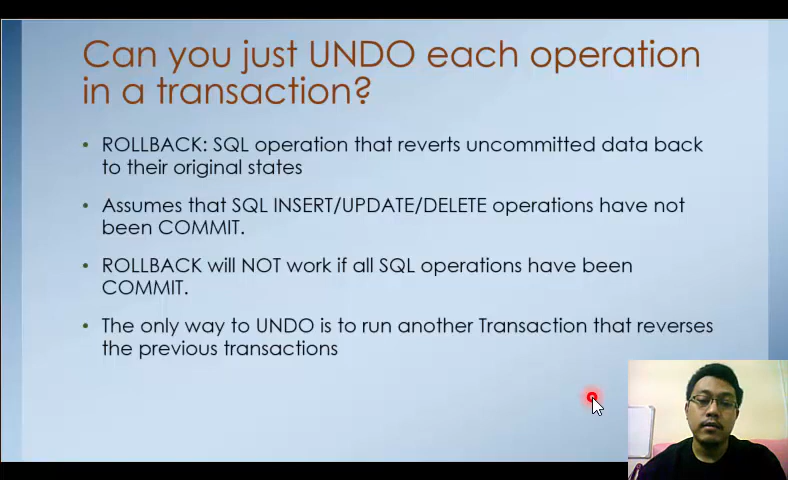 Can you just UNDO each operation
in a transaction?
• ROLLBACK: SQL operation that reverts uncommitted data back
to their original states
• Assumes that SQL INSERT/UPDATE/DELETE operations have not
been COMMIT.
• ROLLBACK will NOT work if all SQL operations have been
COMMIT.
• The only way to UNDO is to run another Transaction that reverses
the previous transactions